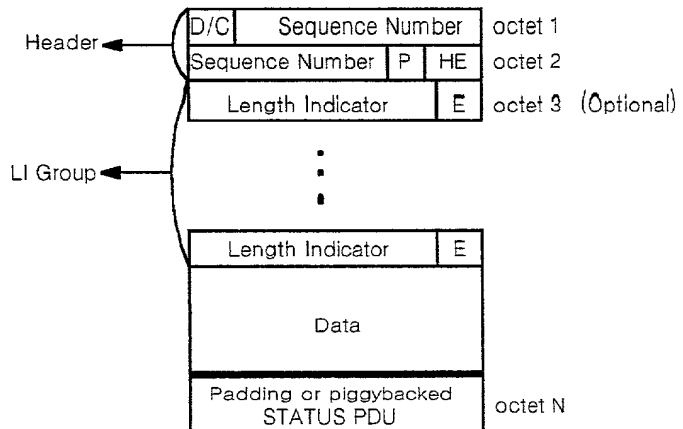 D/C Sequence Number octet 1
Header
Sequence Number P HE octet 2
Length Indicator E octet 3 (Optional)
LI Group
Length Indicator E
Data
Padding or piggybacked
STATUS PDU
octet N